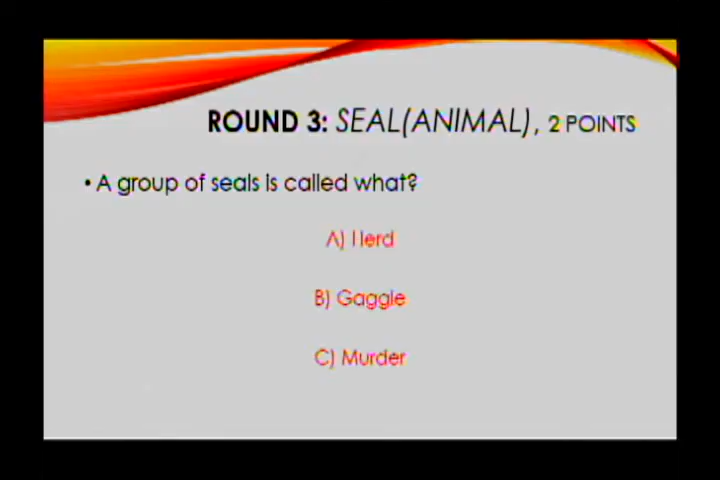 ROUND 3: SEAL(ANIMAL), 2 POINTS
• A group of seals is called what?
A) Herd
B) Gaggle
C) Murder